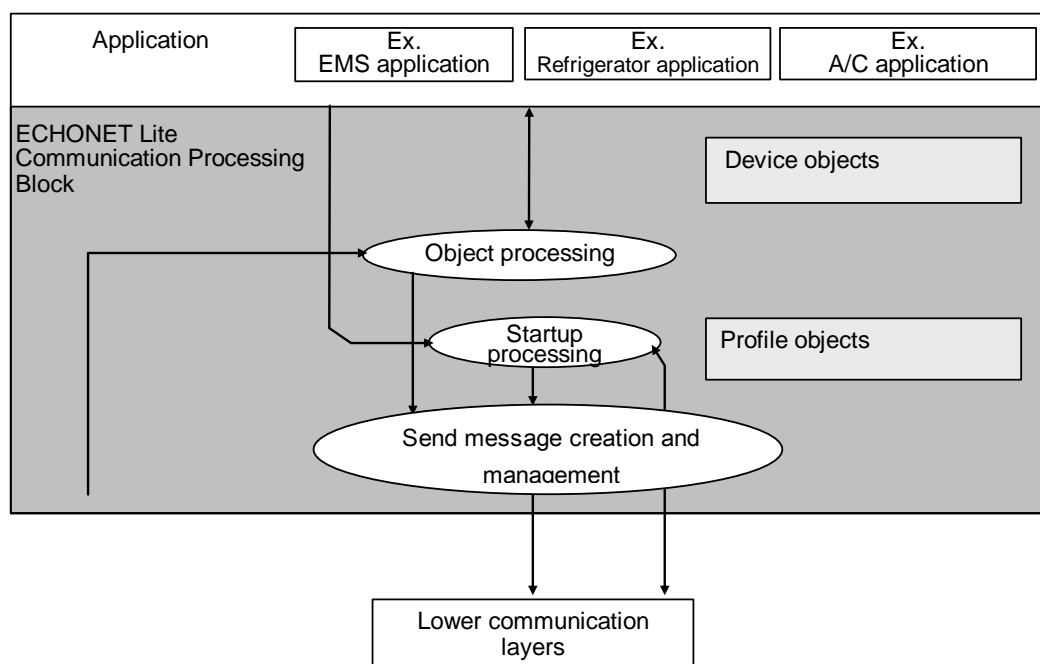 Application
Ex.
EMS application
Ex.
Refrigerator application
Ex.
A/C application
ECHONET Lite
Communication Processing
Block
Device objects
Object processing
Startup
processing
Profile objects
Send message creation and
management
Lower communication
layers